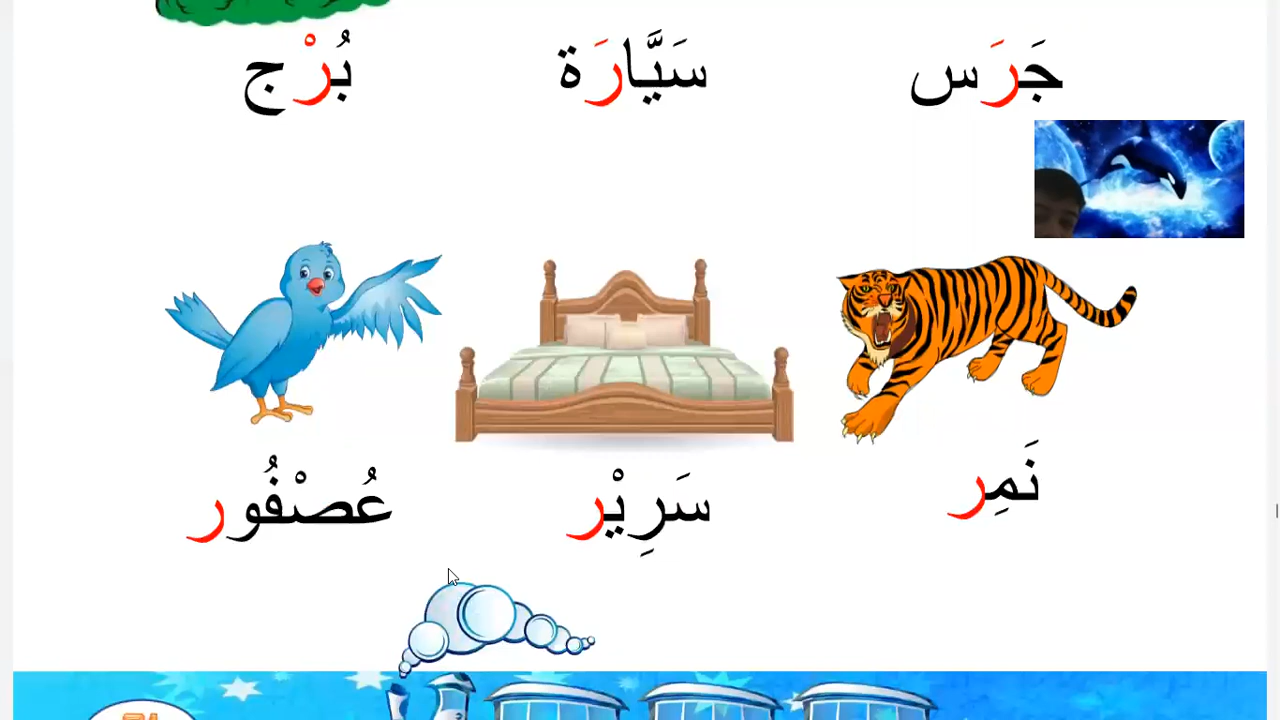 جَرَس سَيَّارَة بُرْج
نَمِر سَرِيْر عُصْفُور